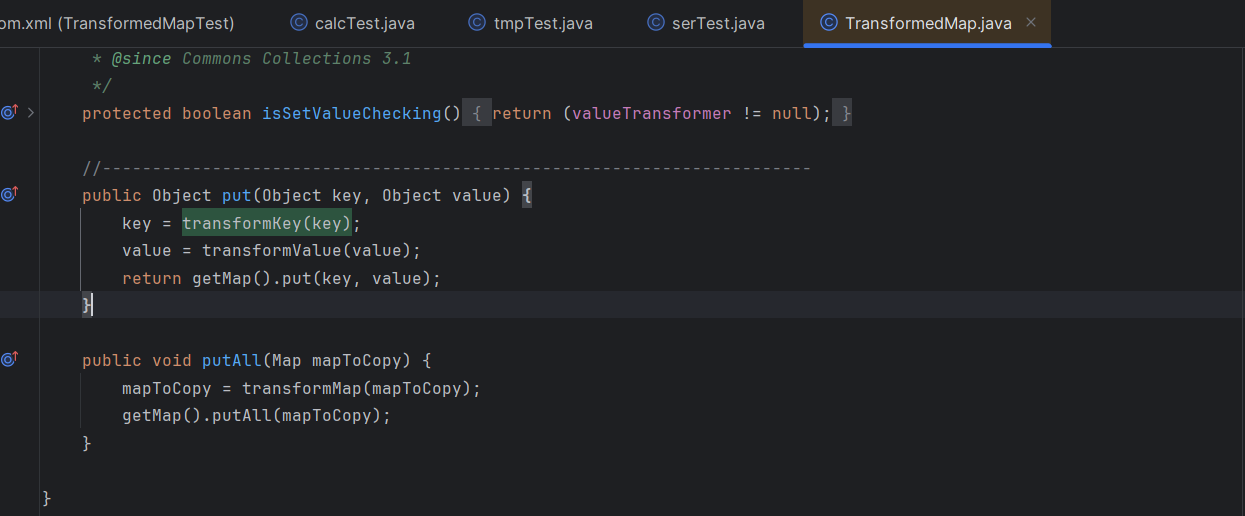 om.xml (TransformedMapTest) calcTest.java tmpTest.java serTest.java TransformedMap.java
* @since Commons Collections 3.1
*/
protected boolean isSetValueChecking() { return (valueTransformer != null); }
//-----------------------------------------------------------------------
public Object put(Object key, Object value) {
key = transformKey(key);
value = transformValue(value);
return getMap().put(key, value);
}
public void putAll(Map mapToCopy) {
mapToCopy = transformMap(mapToCopy);
getMap().putAll(mapToCopy);
}
}